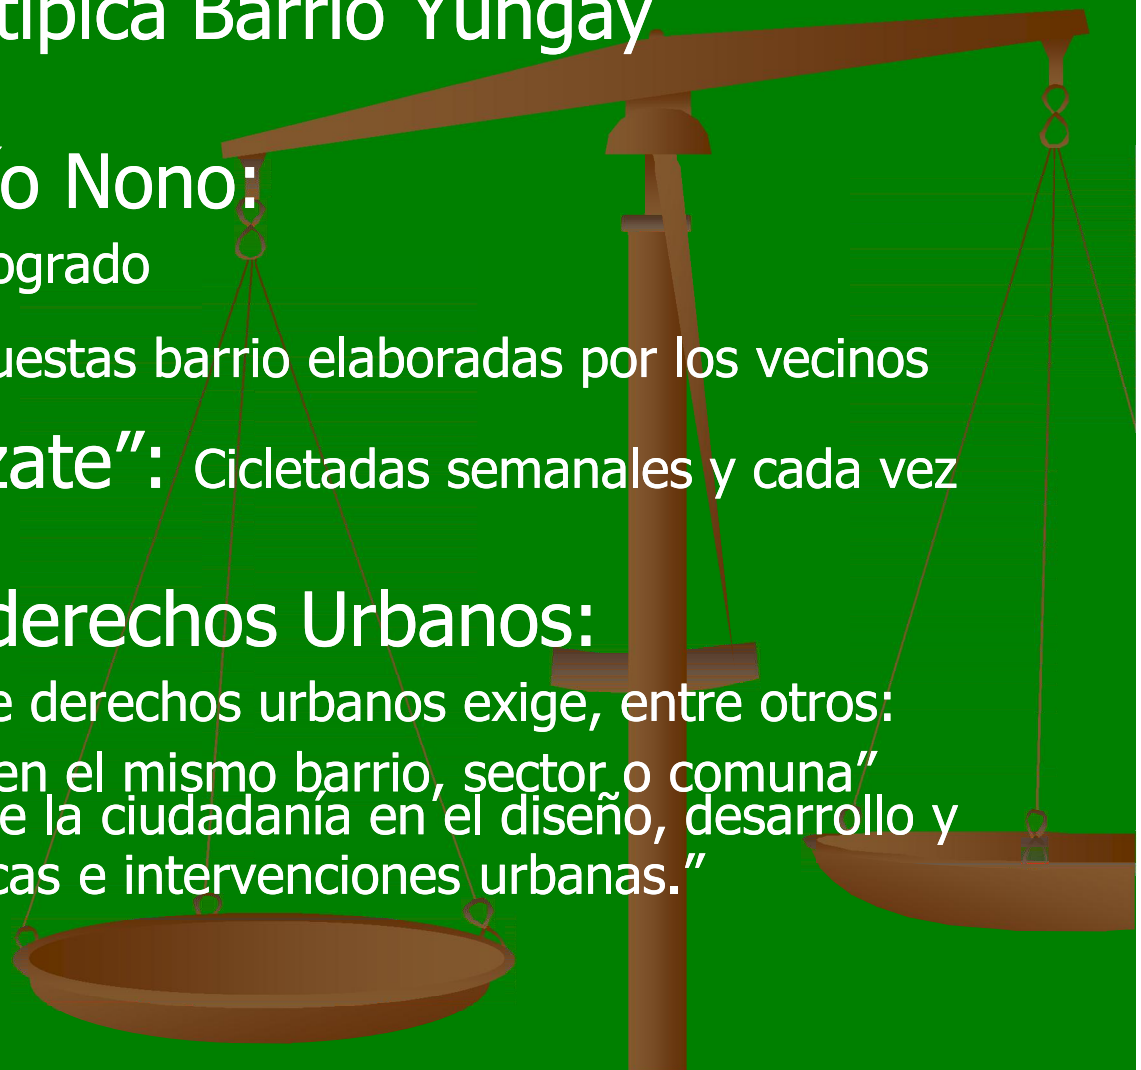 típica Barrio Yungay
ío Nono:
ogrado
uestas barrio elaboradas por los vecinos
zate”: Cicletadas semanales y cada vez
derechos Urbanos:
e derechos urbanos exige, entre otros:
en el mismo barrio, sector o comuna”
e la ciudadanía en el diseño, desarrollo y
cas e intervenciones urbanas.”